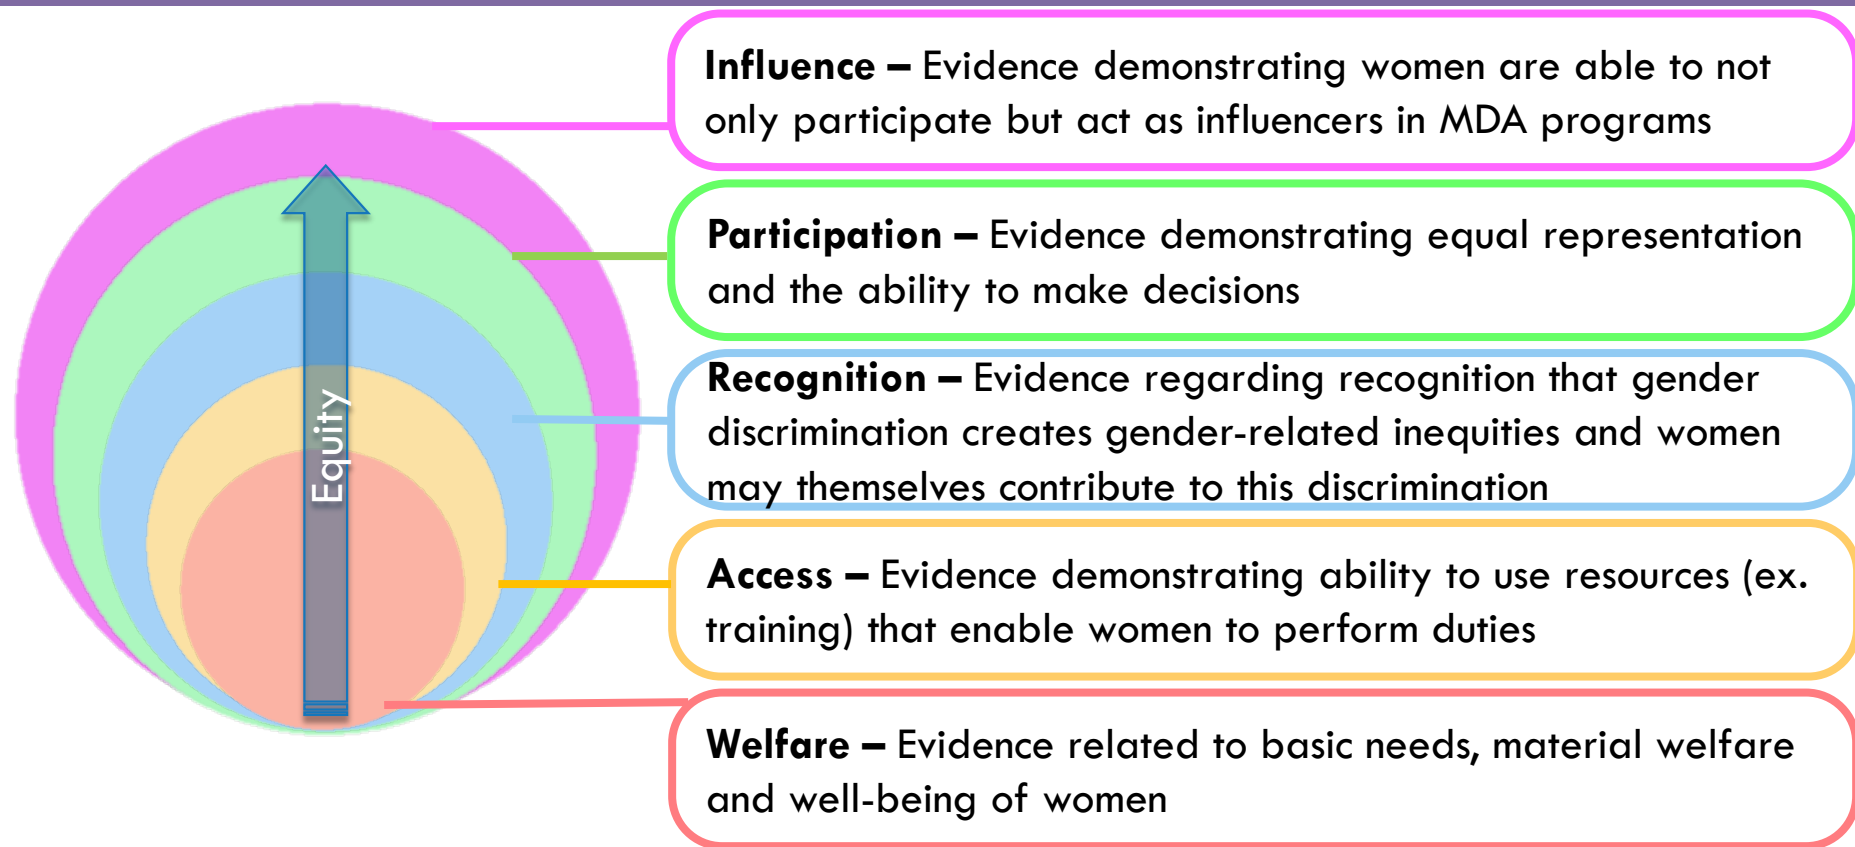 Influence – Evidence demonstrating women are able to not
only participate but act as influencers in MDA programs
Participation – Evidence demonstrating equal representation
and the ability to make decisions
Recognition – Evidence regarding recognition that gender
discrimination creates gender-related inequities and women
may themselves contribute to this discrimination
Access – Evidence demonstrating ability to use resources (ex.
training) that enable women to perform duties
Welfare – Evidence related to basic needs, material welfare
and well-being of women
Equity